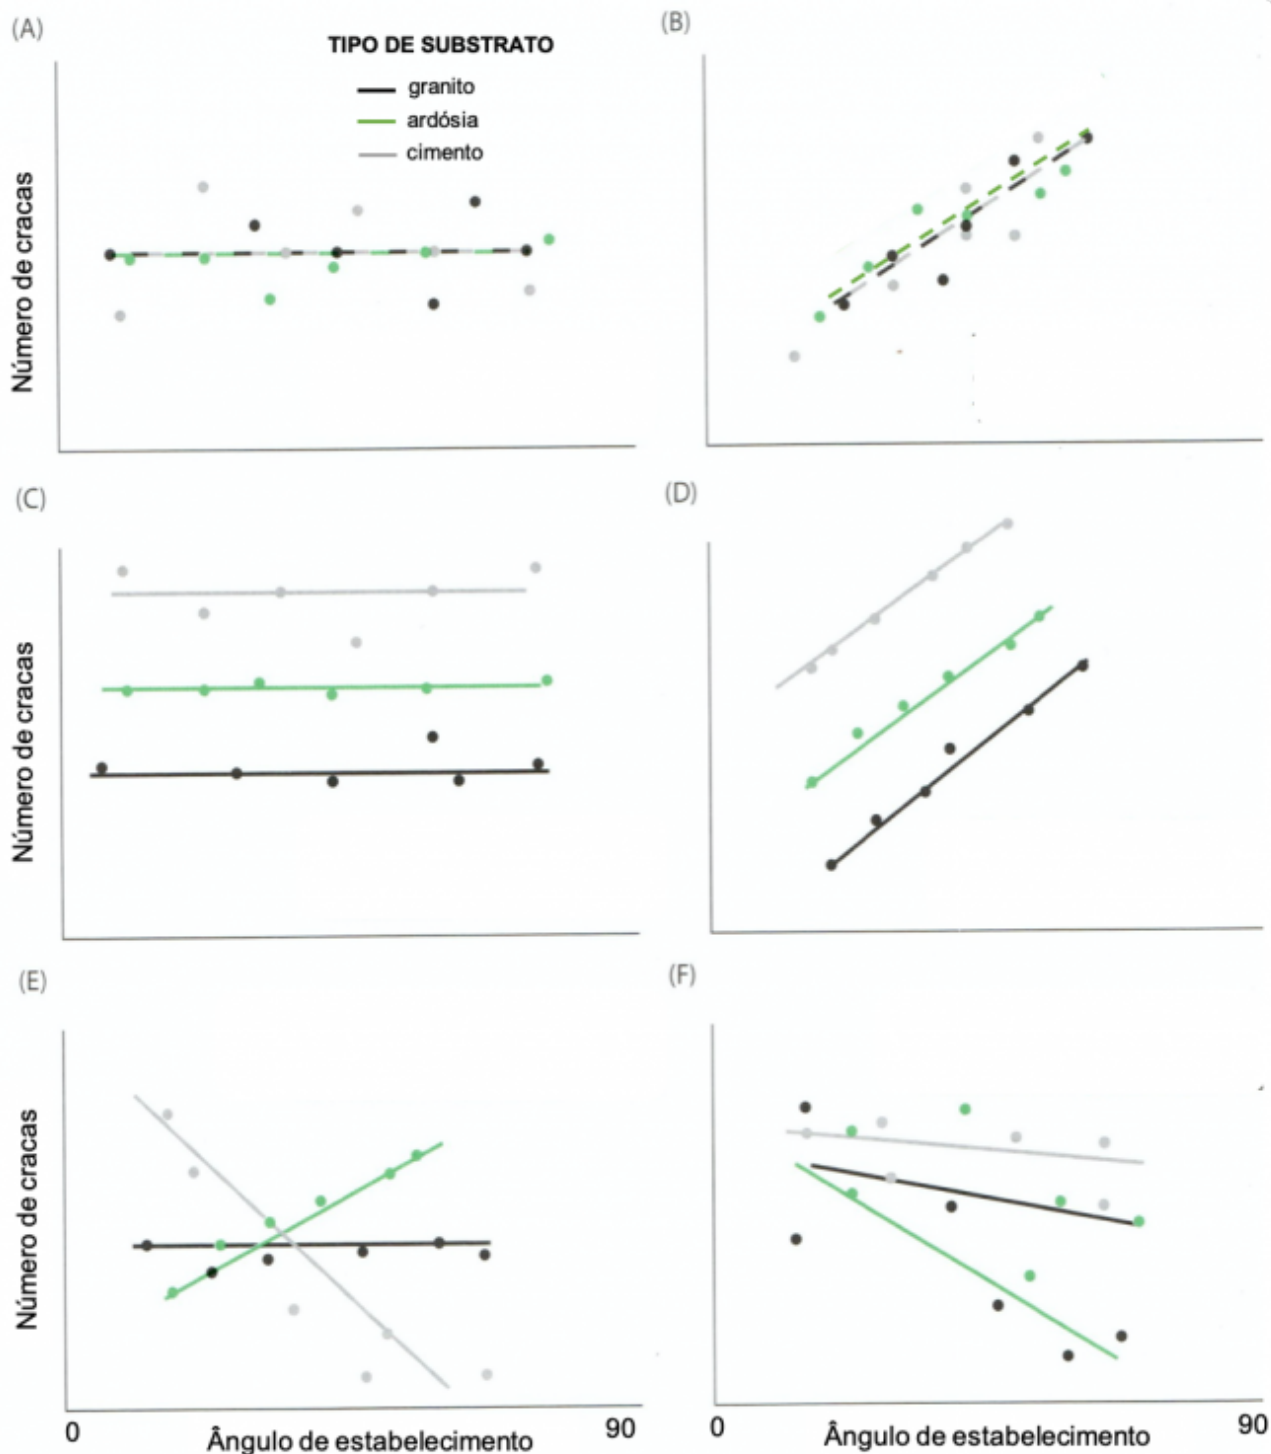 (A)
TIPO DE SUBSTRATO
granito
ardósia
cimento
Número de cracas
(B)
(C)
Número de cracas
(D)
(E)
Número de cracas
0
90
Ângulo de estabelecimento
(F)
0
90
Ângulo de estabelecimento